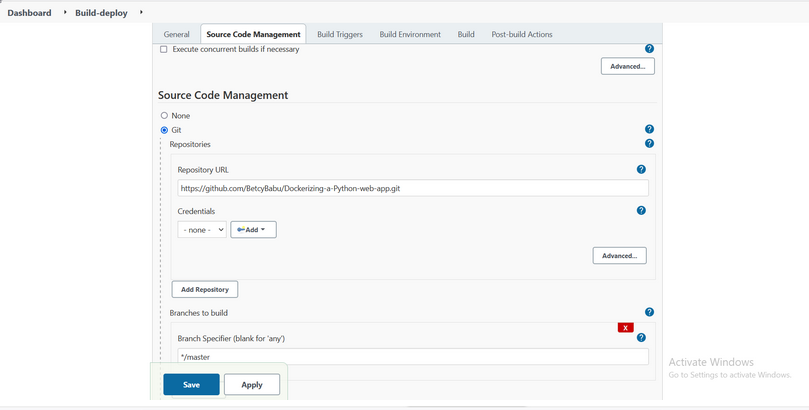 Dashboard Build-deploy
General Source Code Management Build Triggers Build Environment Build Post-build Actions
Execute concurrent builds if necessary ?
Advanced...
Source Code Management
None
Git ?
Repositories ?
Repository URL ?
https://github.com/BetcyBabu/Dockerizing-a-Python-web-app.git
Credentials ?
- none - Add
Advanced...
Add Repository
Branches to build ?
X
Branch Specifier (blank for 'any') ?
*/master
Save Apply
Activate Windows
Go to Settings to activate Windows.